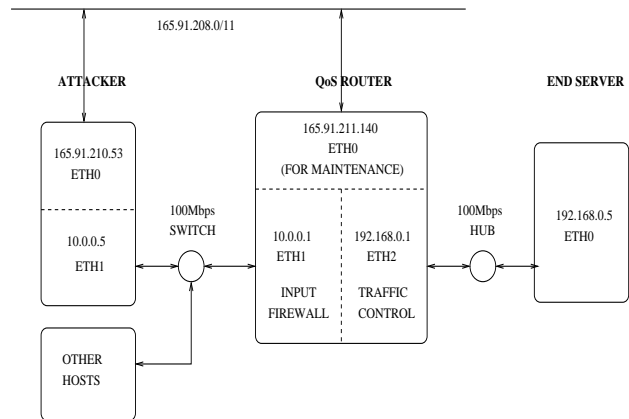 165.91.208.0/11
ATTACKER
QoS ROUTER
END SERVER
165.91.210.53
ETH0
10.0.0.5
ETH1
100Mbps
SWITCH
165.91.211.140
ETH0
(FOR MAINTENANCE)
10.0.0.1
ETH1
INPUT
FIREWALL
192.168.0.1
ETH2
TRAFFIC
CONTROL
100Mbps
HUB
192.168.0.5
ETH0
OTHER
HOSTS